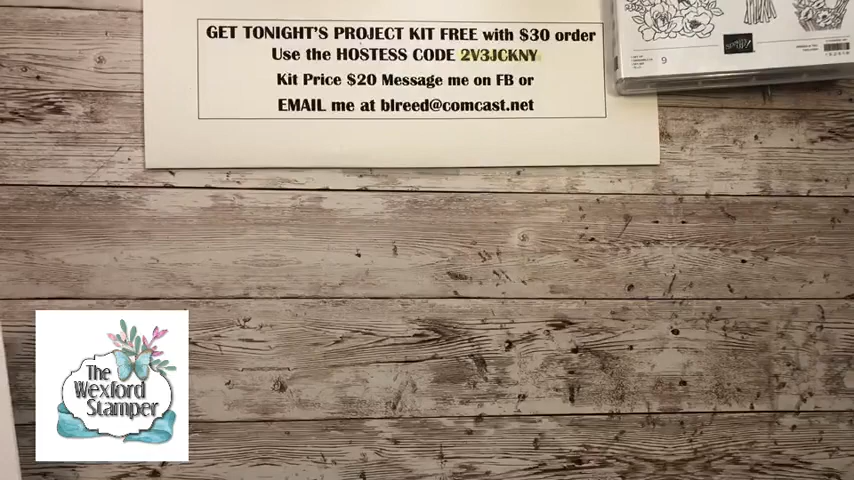 GET TONIGHT'S PROJECT KIT FREE with $30 order
Use the HOSTESS CODE 2V3JCKNY
Kit Price $20 Message me on FB or
EMAIL me at blreed@comcast.net
9
The
Wexford
Stamper